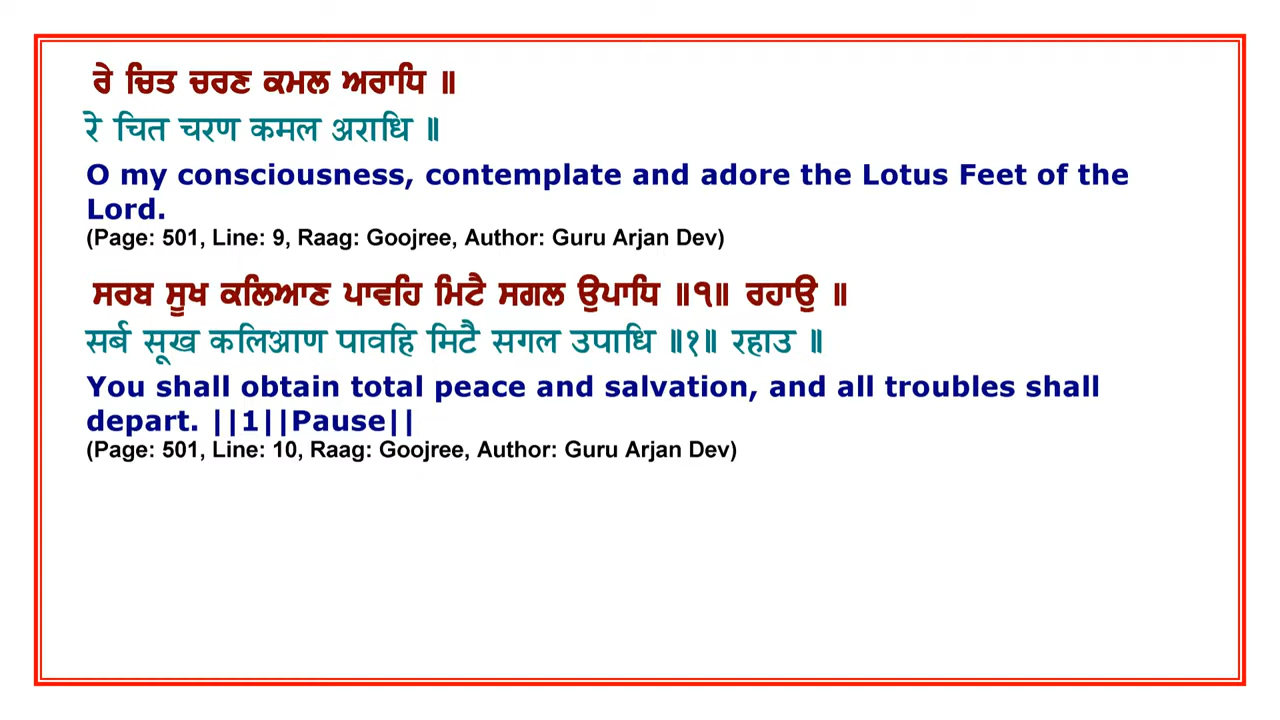 ਰੇ ਚਿਤ ਚਰਣ ਕਮਲ ਅਰਾਧਿ ॥
रे चित चरण कमल अराधि ॥
O my consciousness, contemplate and adore the Lotus Feet of the
Lord.
(Page: 501, Line: 9, Raag: Goojree, Author: Guru Arjan Dev)
ਸਰਬ ਸੂਖ ਕਲਿਆਣ ਪਾਵਹਿ ਮਿਟੈ ਸਗਲ ਉਪਾਧਿ ॥੧॥ ਰਹਾਉ ॥
सर्ब सूख कलिआण पावहि मिटै सगल उपाधि ॥१॥ रहाउ ॥
You shall obtain total peace and salvation, and all troubles shall
depart. ||1||Pause||
(Page: 501, Line: 10, Raag: Goojree, Author: Guru Arjan Dev)